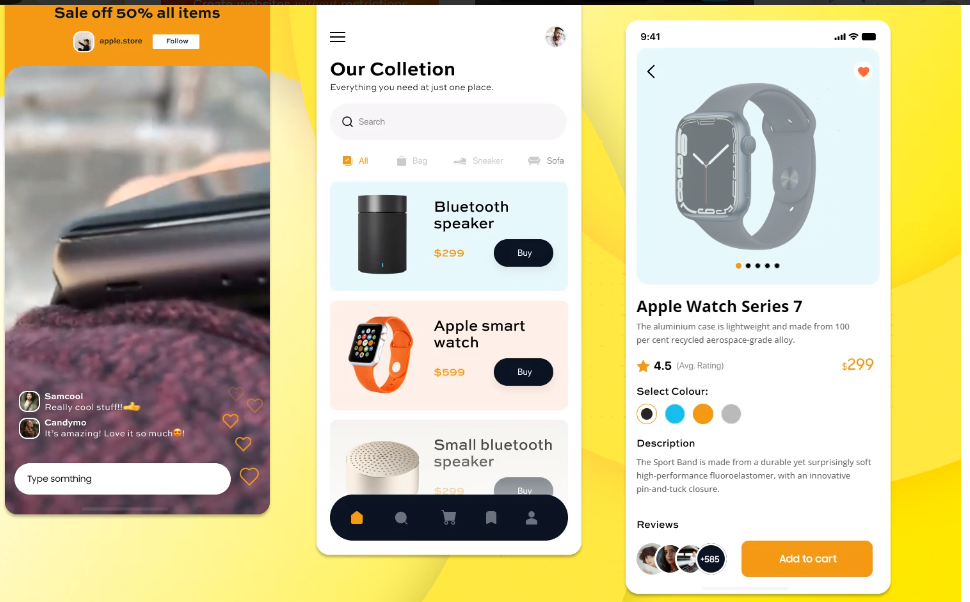 Create websites without restrictions
Sale off 50% all items
apple.store
Follow
Samcool
Really cool stuff!!👍
Candymo
It's amazing! Love it so much😍!
Type somthing
Our Colletion
Everything you need at just one place.
Search
All Bag Sneaker Sofa
Bluetooth
speaker
$299 Buy
Apple smart
watch
$599 Buy
Small bluetooth
speaker
$299 Buy
9:41
Apple Watch Series 7
The aluminium case is lightweight and made from 100
per cent recycled aerospace-grade alloy.
4.5 (Avg. Rating) $299
Select Colour:
Description
The Sport Band is made from a durable yet surprisingly soft
high-performance fluoroelastomer, with an innovative
pin-and-tuck closure.
Reviews
+585 Add to cart